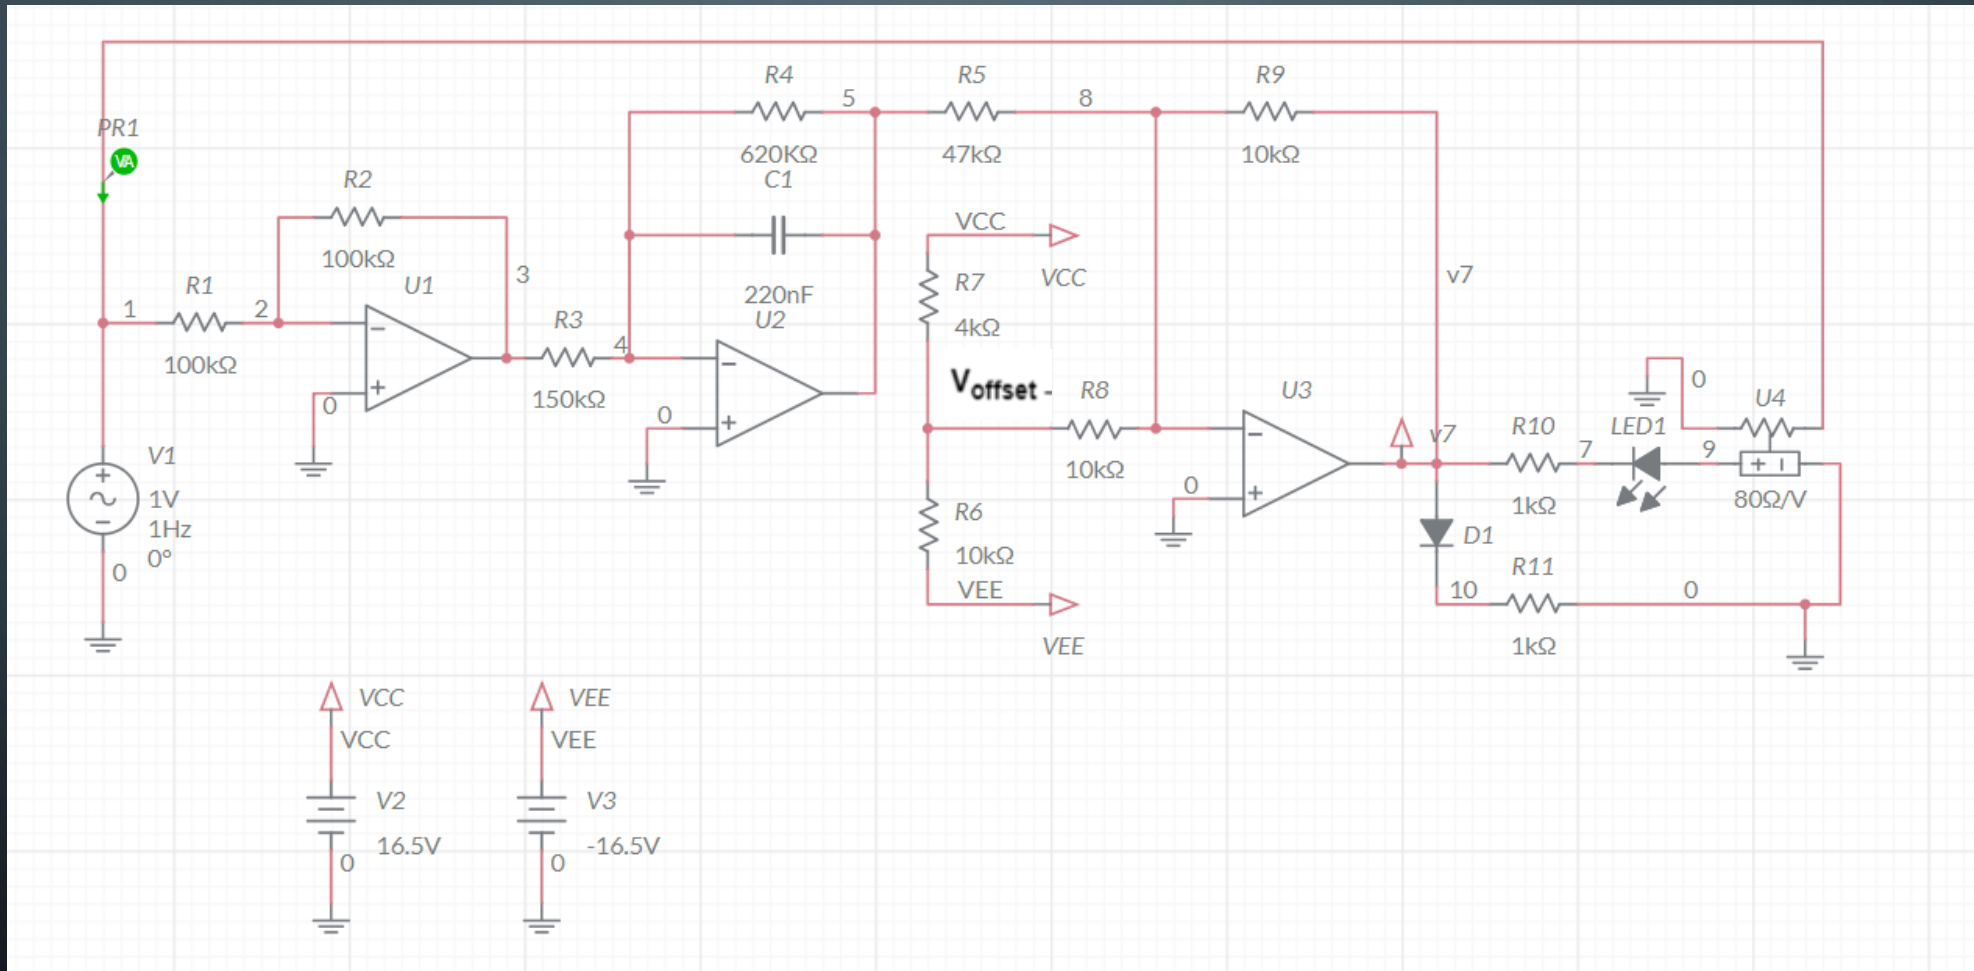 R4
5
R5
8
R9
PR1
VA
620KΩ
47kΩ
10kΩ
C1
R2
VCC
100kΩ
R7
VCC
3
v7
R1
U1
220nF
1
2
R3
U2
4kΩ
4
100kΩ
150kΩ
Voffset -
R8
U3
0
U4
0
0
v7
R10
LED1
V1
10kΩ
7
9
1V
0
1kΩ
80Ω/V
1Hz
R6
D1
0°
10kΩ
R11
0
VEE
10
0
VEE
1kΩ
VCC
VEE
VCC
VEE
V2
V3
16.5V
-16.5V
0
0